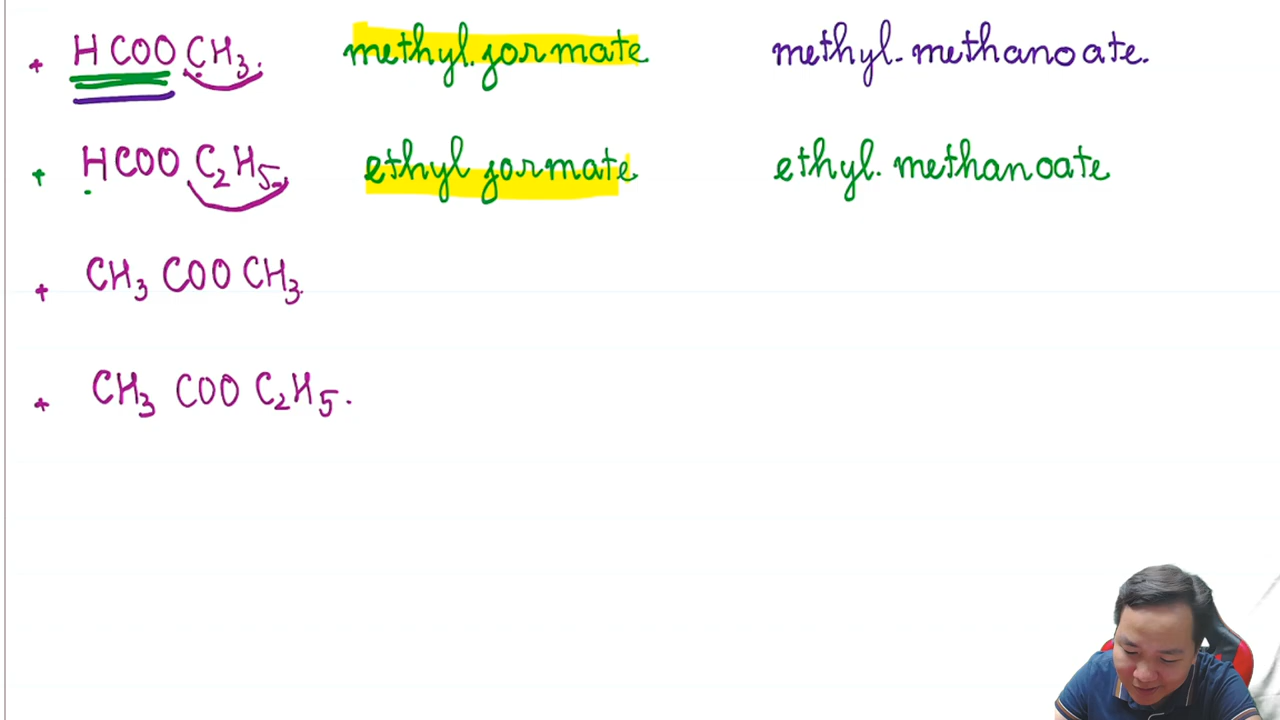 + HCOOCH₃. methyl. formate methyl. methanoate.
+ HCOOC₂H₅ ethyl formate ethyl. methanoate
+ CH₃COOCH₃.
+ CH₃COOC₂H₅.